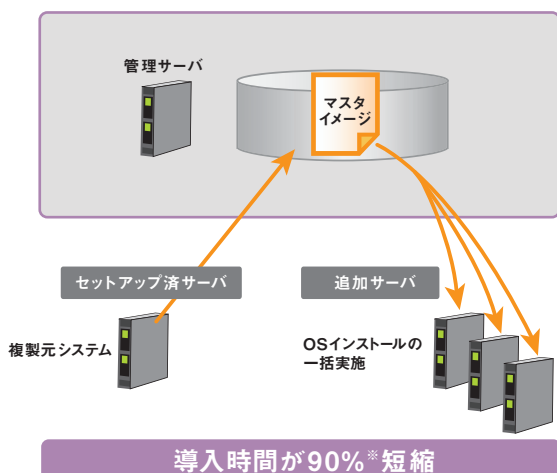 管理サーバ
マスタ
イメージ
セットアップ済サーバ
追加サーバ
複製元システム
OSインストールの
一括実施
導入時間が90%※短縮